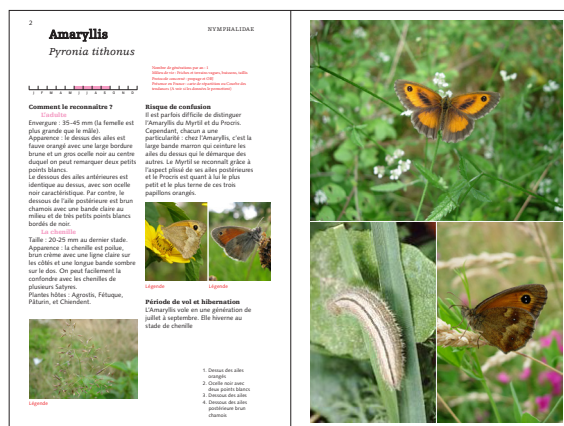 2
NYMPHALIDAE
Amaryllis
Pyronia tithonus
J F M A M J J A S O N D
Comment le reconnaître ?
L'adulte
Envergure : 35-45 mm (la femelle est
plus grande que le mâle).
Apparence : le dessus des ailes est
fauve orangé avec une large bordure
brune et un gros ocelle noir au centre
duquel on peut remarquer deux petits
points blancs.
Le dessous des ailes antérieures est
identique au dessus, avec son ocelle
noir caractéristique. Par contre, le
dessous de l'aile postérieure est brun
chamois avec une bande claire au
milieu et de très petits points blancs
bordés de noir.
La chenille
Taille : 20-25 mm au dernier stade.
Apparence : la chenille est poilue,
brun crème avec une ligne claire sur
les côtés et une longue bande sombre
sur le dos. On peut facilement la
confondre avec les chenilles de
plusieurs Satyres.
Plantes hôtes : Agrostis, Fétuque,
Pâturin, et Chiendent.
Légende
Nombre de générations par an : 1
Risque de confusion
Il est parfois difficile de distinguer
l'Amaryllis du Myrtil et du Procris.
Cependant, chacun a une
particularité : chez l'Amaryllis, c'est la
large bande marron qui ceinture les
ailes du dessus qui le démarque des
autres. Le Myrtil se reconnaît grâce à
l'aspect plissé de ses ailes postérieures
et le Procris est quant à lui le plus
petit et le plus terne de ces trois
papillons orangés.
Légende
Légende
Période de vol et hibernation
L'Amaryllis vole en une génération de
juillet à septembre. Elle hiverne au
stade de chenille
1. Dessus des ailes
orangés
2. Ocelle noir avec
deux points blancs
3. Dessous des ailes
4. Dessous des ailes
postérieure brun
chamois